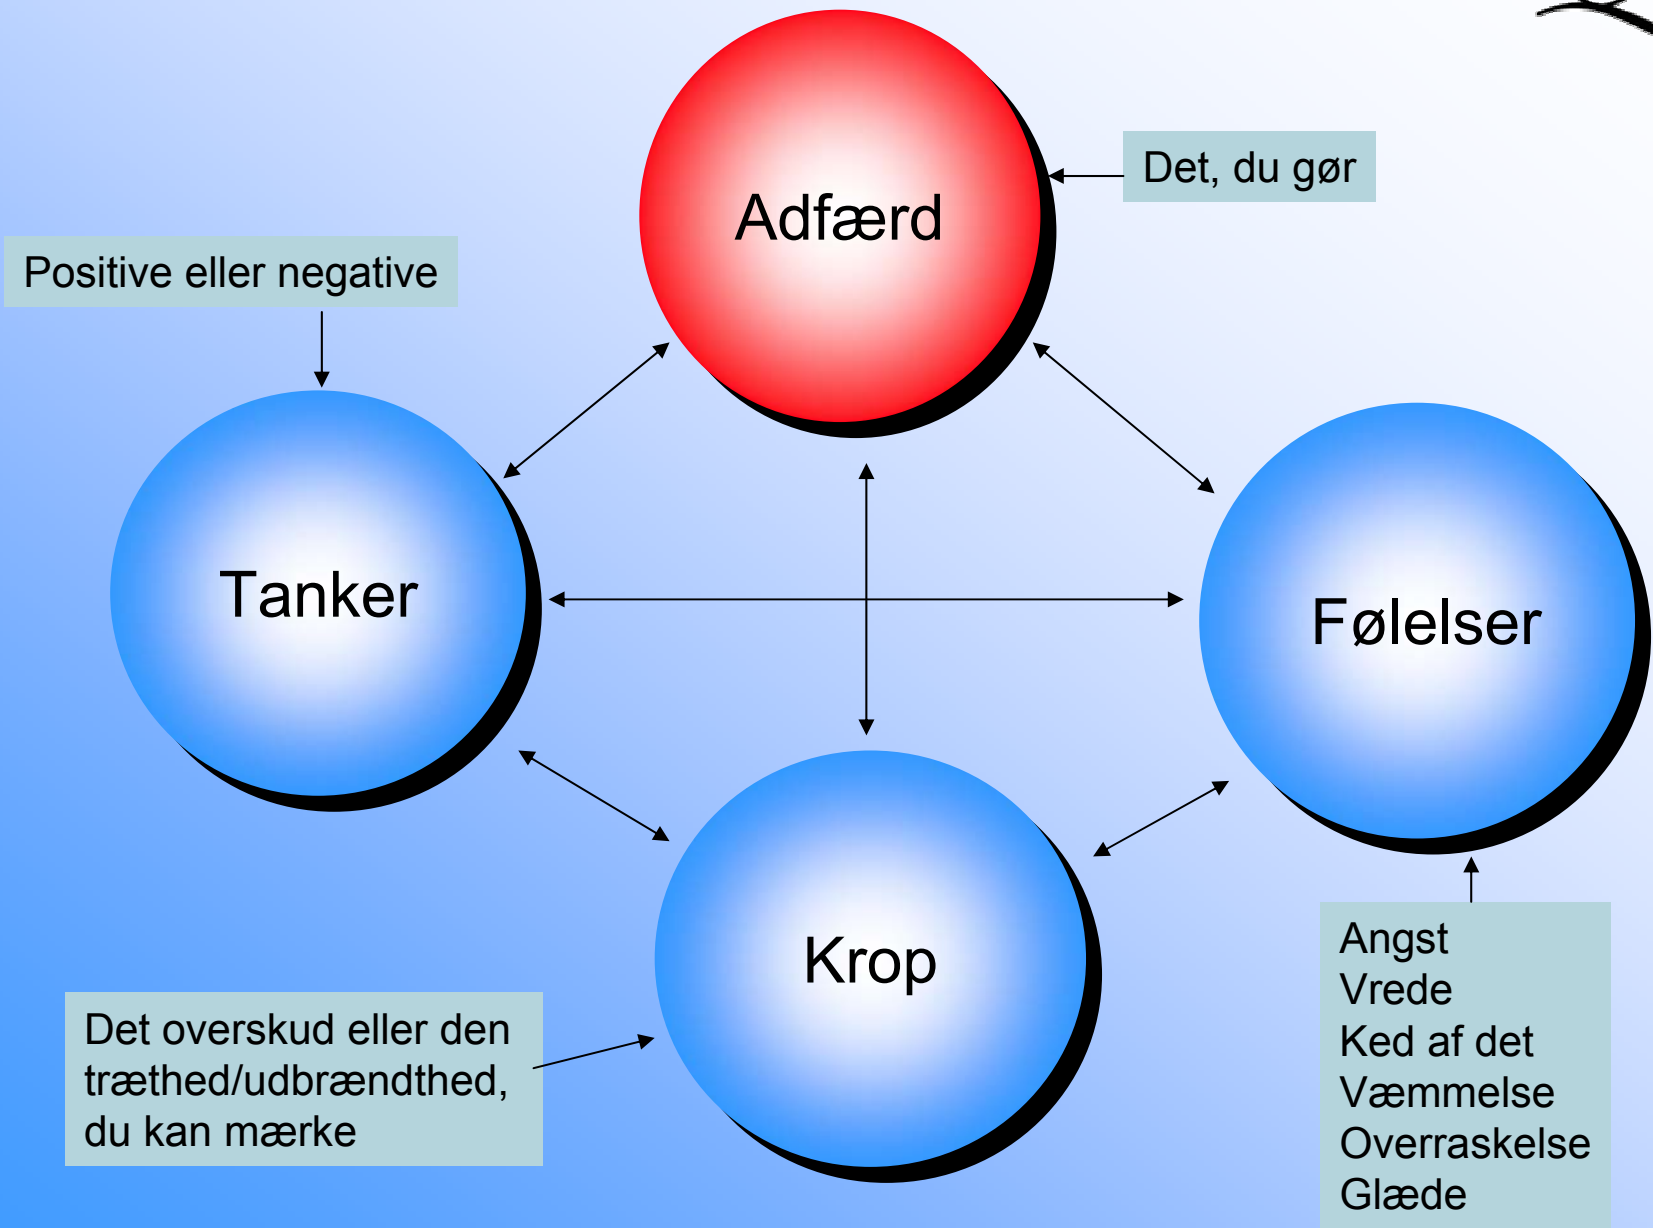 Adfærd
Det, du gør
Positive eller negative
Tanker
Følelser
Krop
Det overskud eller den
træthed/udbrændthed,
du kan mærke
Angst
Vrede
Ked af det
Væmmelse
Overraskelse
Glæde